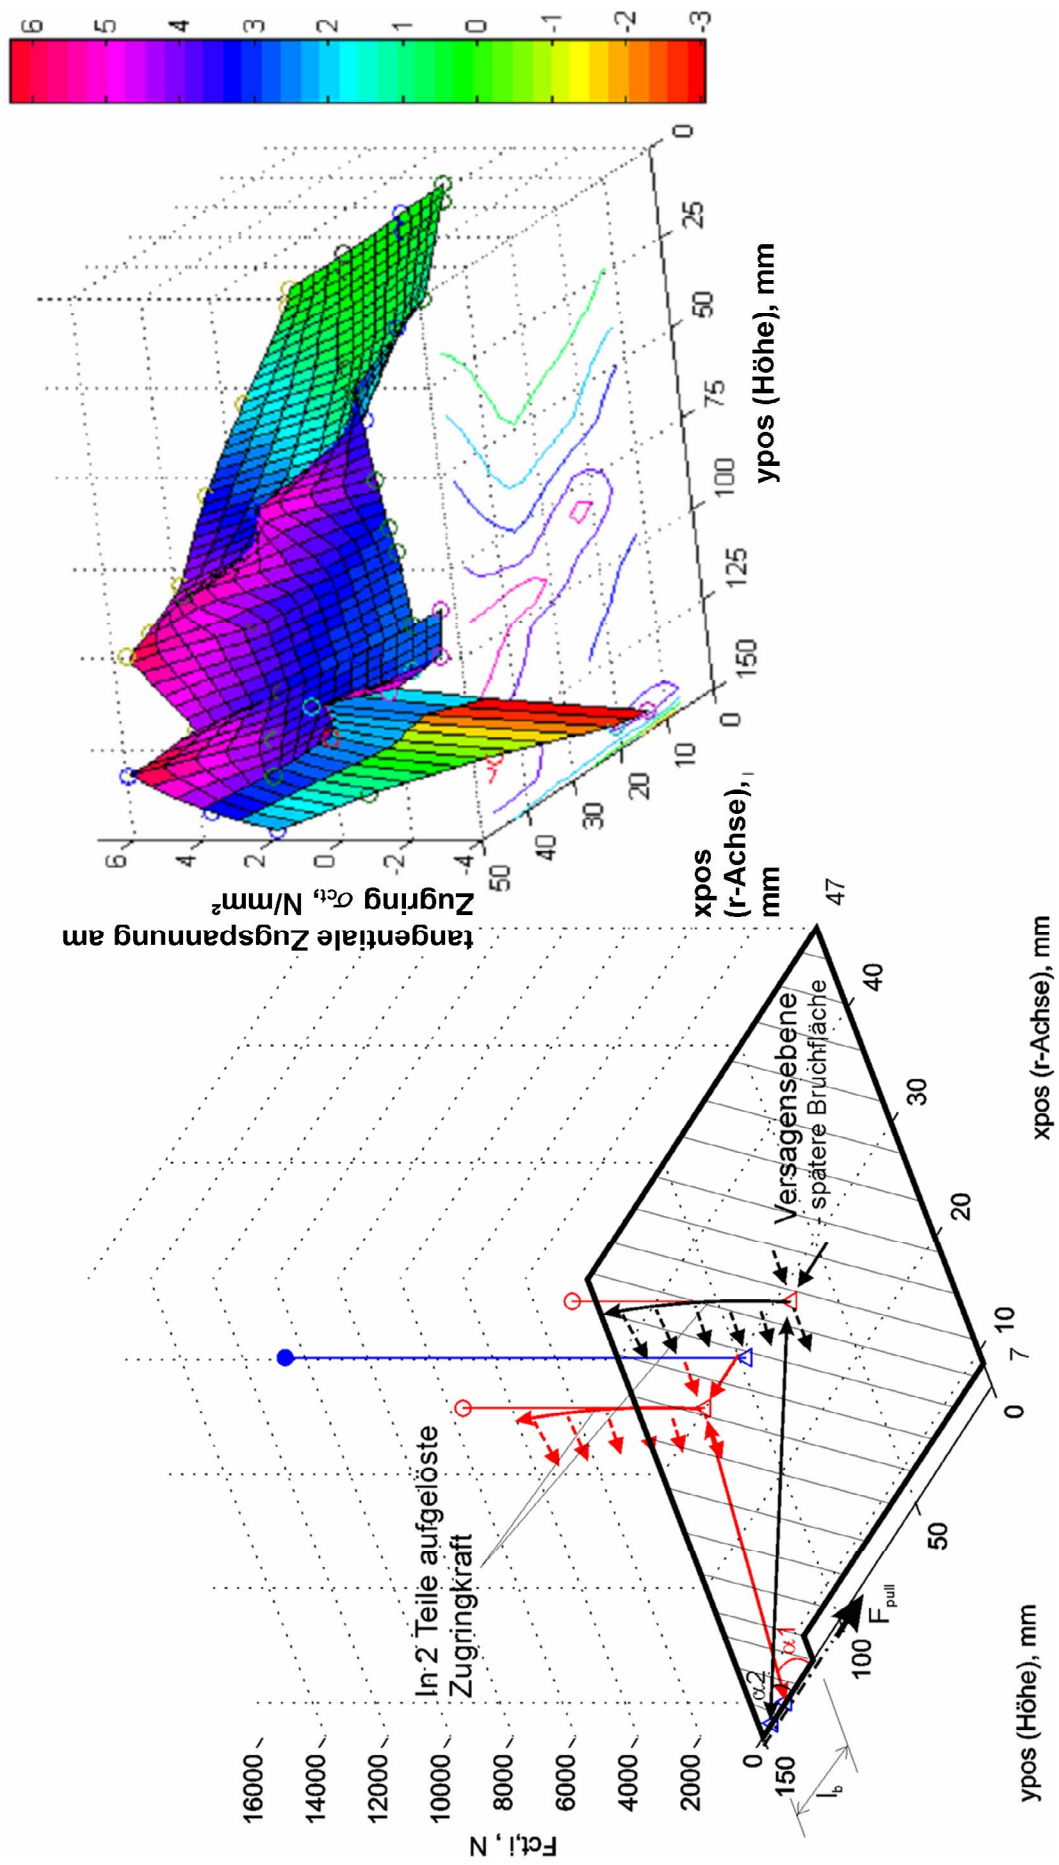 Fct,i , N
16000
14000
12000
10000
8000
6000
4000
2000
0
In 2 Teile aufgelöste
Zugringkraft
Versagensebene
- spätere Bruchfläche
α2
α1
F pull
l b
150
100
50
0
ypos (Höhe), mm
7
10
20
30
40
47
xpos (r-Achse), mm
tangentiale Zugspannung am
Zugring σct, N/mm²
6
4
2
0
-2
-4
50
40
30
20
10
0
xpos
(r-Achse),
mm
150
125
100
75
50
25
0
ypos (Höhe), mm
6
5
4
3
2
1
0
-1
-2
-3